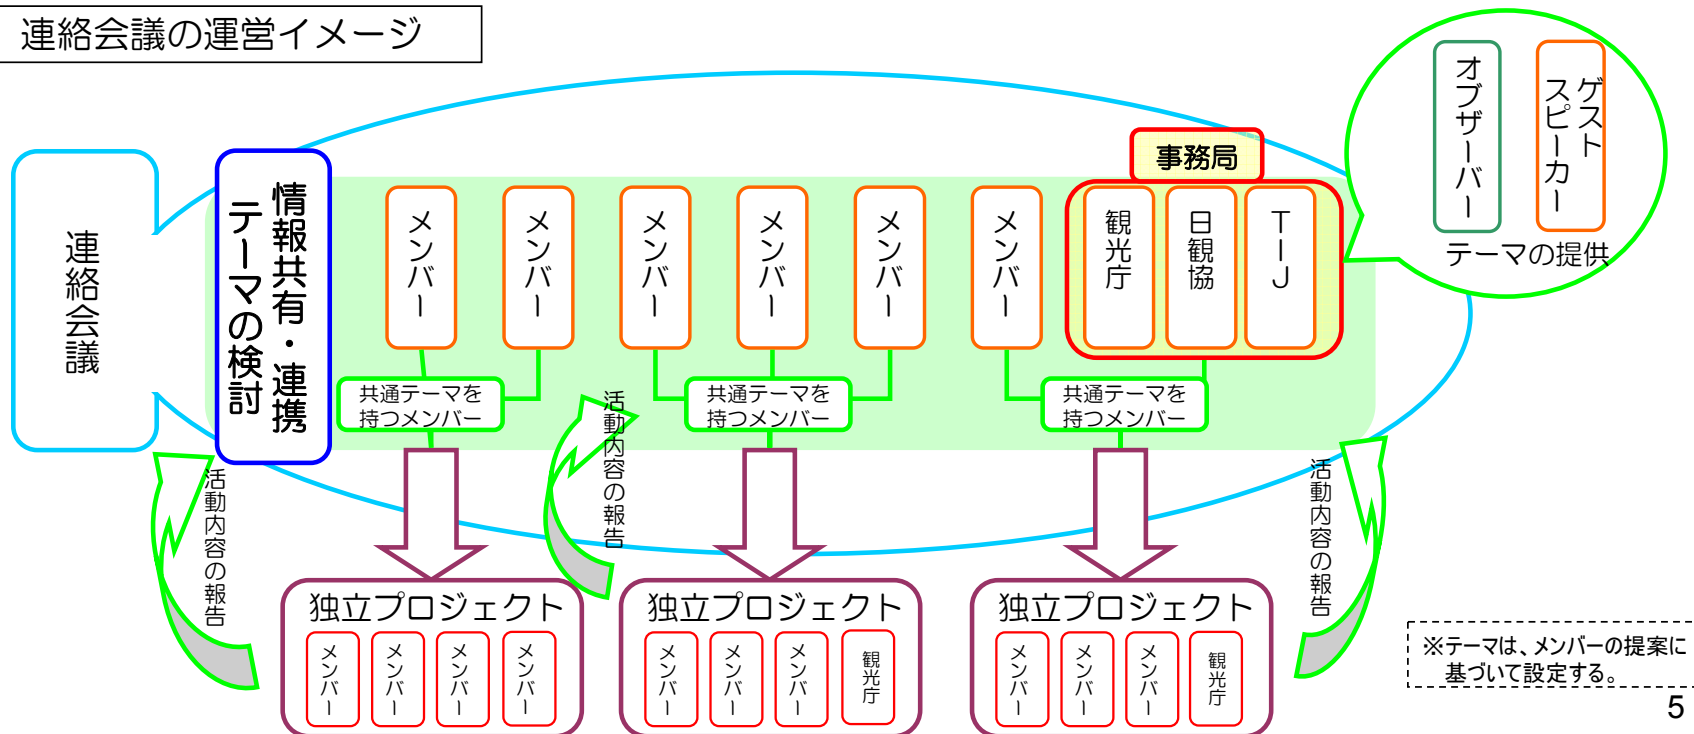 連絡会議の運営イメージ
連絡会議
情報共有・連携
テーマの検討
メンバー
メンバー
メンバー
メンバー
メンバー
メンバー
事務局
観光庁
日観協
TIJ
オブザーバー
ゲスト
スピーカー
テーマの提供
共通テーマを
持つメンバー
共通テーマを
持つメンバー
共通テーマを
持つメンバー
活動内容の報告
活動内容の報告
活動内容の報告
独立プロジェクト
メンバー
メンバー
メンバー
メンバー
独立プロジェクト
メンバー
メンバー
メンバー
観光庁
独立プロジェクト
メンバー
メンバー
メンバー
観光庁
※テーマは、メンバーの提案に
基づいて設定する。
5